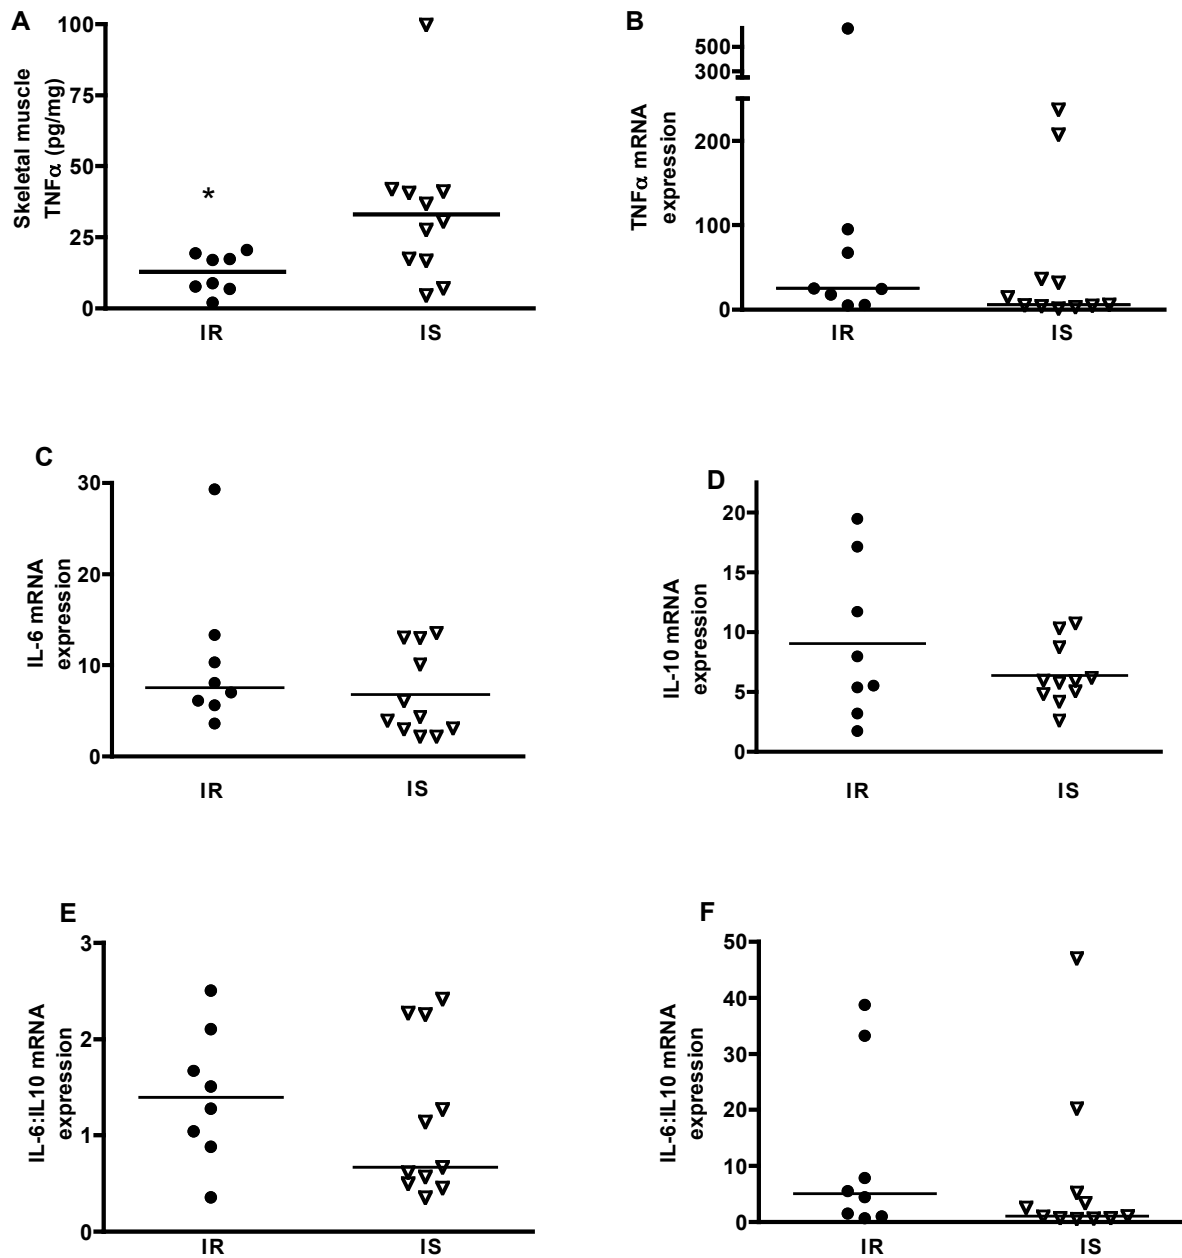 A
Skeletal muscle
TNFα (pg/mg)
100
75
50
25
0
*
IR
IS
B
TNFα mRNA
expression
500
300
200
100
0
IR
IS
C
IL-6 mRNA
expression
30
20
10
0
IR
IS
D
IL-10 mRNA
expression
20
15
10
5
0
IR
IS
E
IL-6:IL10 mRNA
expression
3
2
1
0
IR
IS
F
IL-6:IL10 mRNA
expression
50
40
30
20
10
0
IR
IS